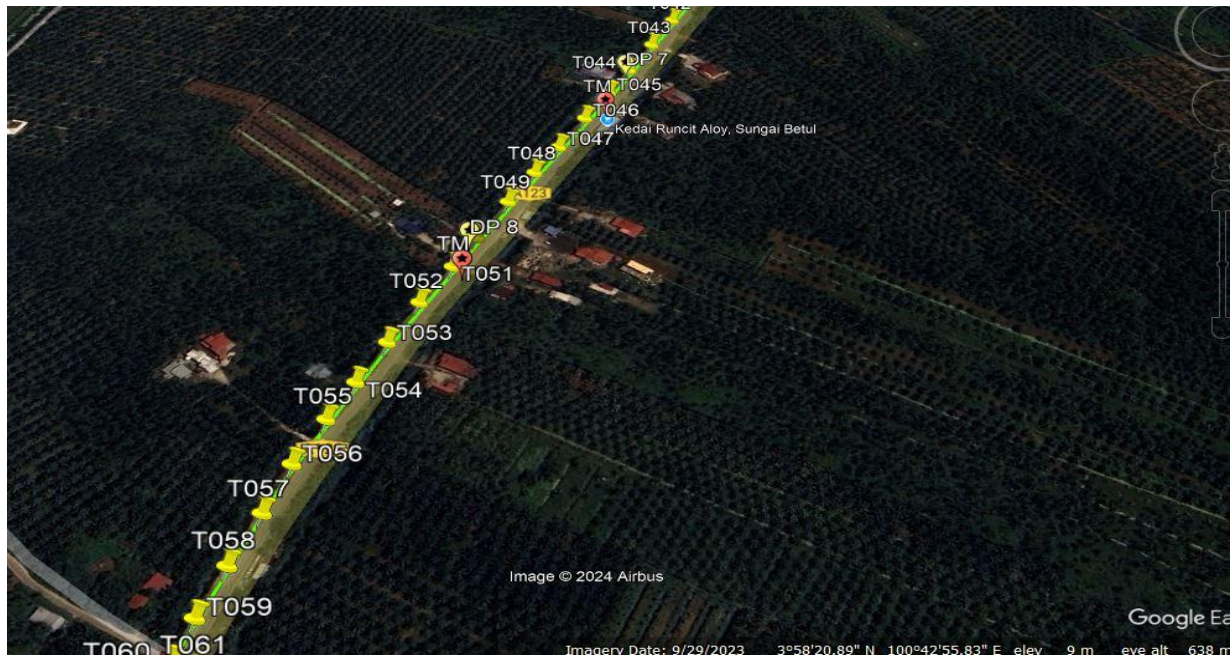 T042
T043
T044
DP 7
TM
T045
T046
Kedai Runcit Aloy, Sungai Betul
T047
T048
T049
A123
DP 8
TM
T051
T052
T053
T054
T055
T056
T057
T058
T059
T060
T061
Image © 2024 Airbus
Google Ea
Imagery Date: 9/29/2023 3°58'20.89" N 100°42'55.83" E elev 9 m eye alt 638 m